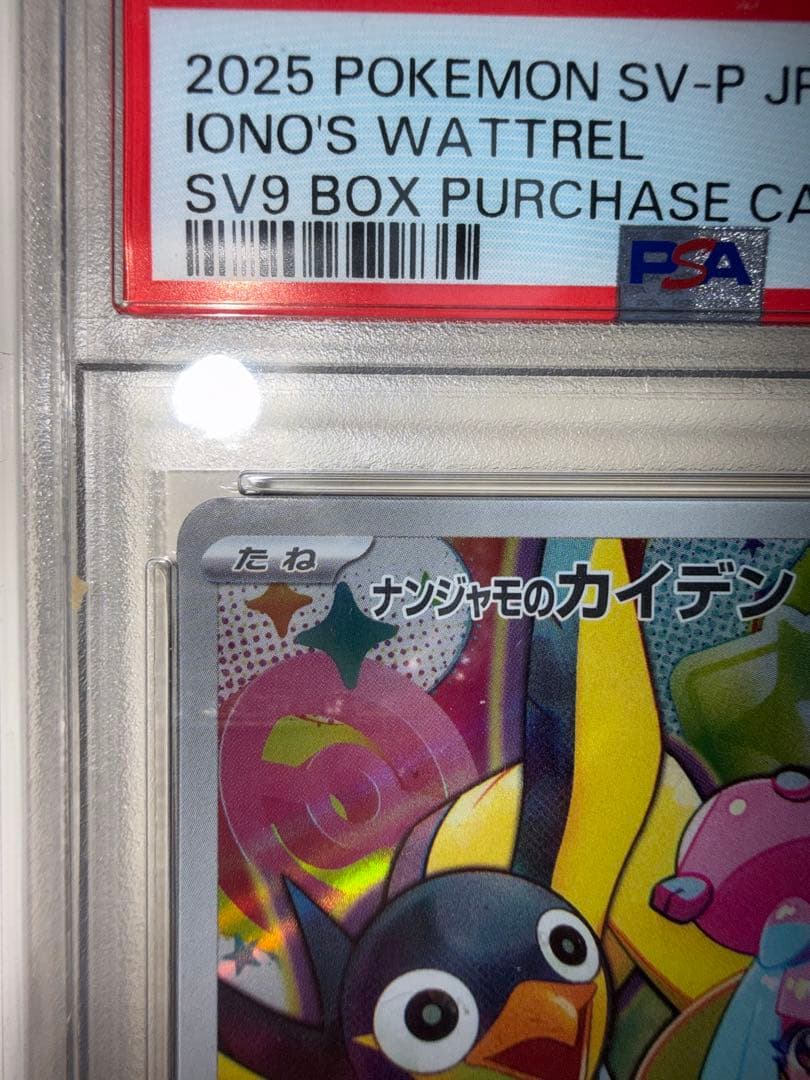 2025 POKEMON SV-P
IONO'S WATTREL
SV9 BOX PURCHASE
PSA
たね
ナンジャモのカイデン